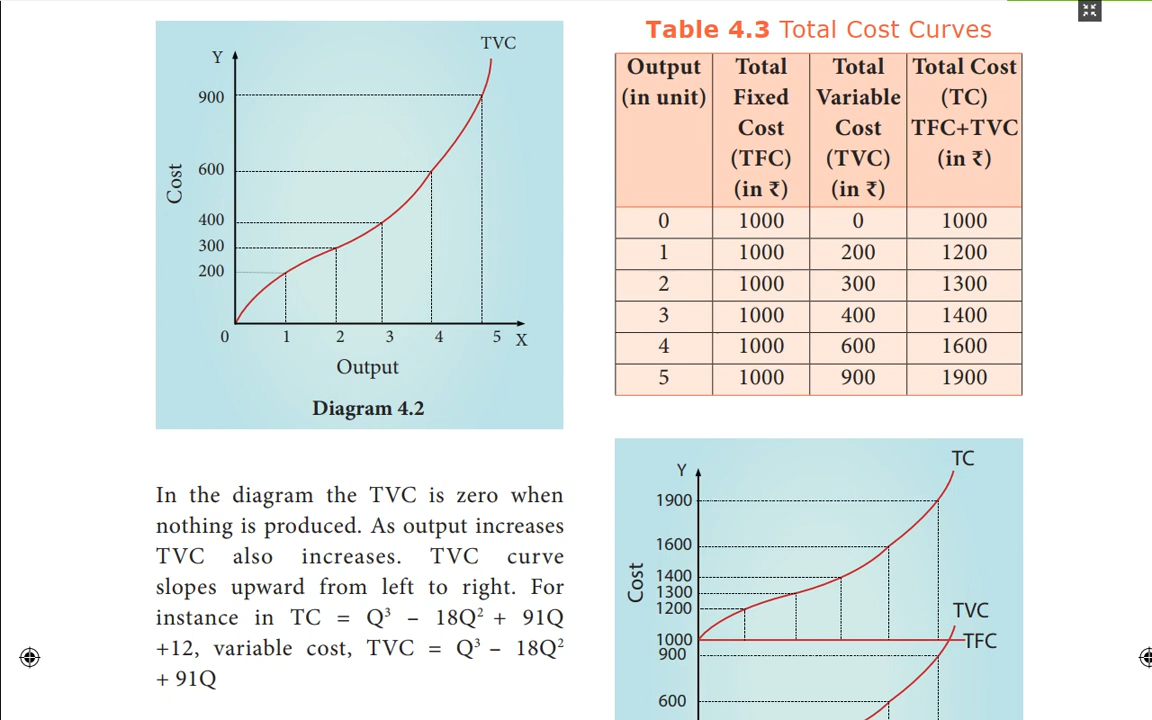 TVC
Y
900
600
400
300
200
Cost
0 1 2 3 4 5 X
Output
Diagram 4.2
In the diagram the TVC is zero when
nothing is produced. As output increases
TVC also increases. TVC curve
slopes upward from left to right. For
instance in TC = Q³ – 18Q² + 91Q
+12, variable cost, TVC = Q³ – 18Q²
+ 91Q
Table 4.3 Total Cost Curves
Output Total Total Total Cost
(in unit) Fixed Variable (TC)
Cost Cost TFC+TVC
(TFC) (TVC) (in ₹)
(in ₹) (in ₹)
0 1000 0 1000
1 1000 200 1200
2 1000 300 1300
3 1000 400 1400
4 1000 600 1600
5 1000 900 1900
TC
Y
1900
1600
1400
1300
1200
Cost
TVC
1000 TFC
900
600